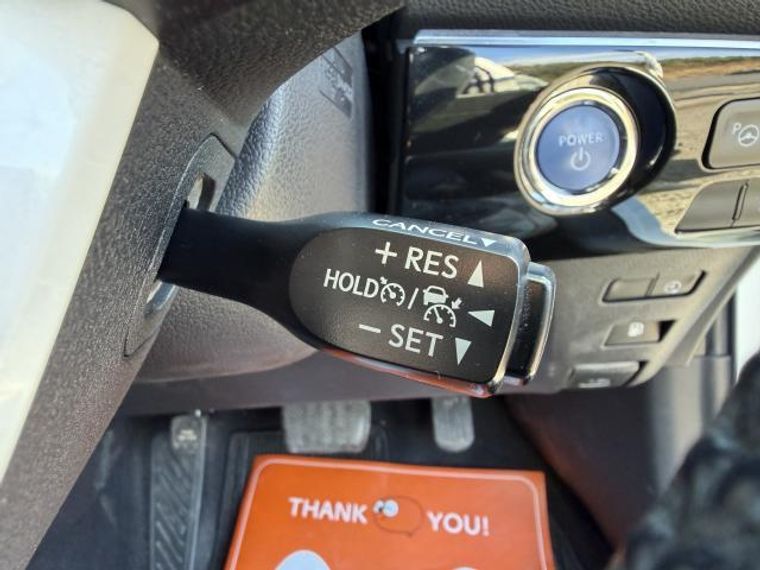 POWER
P
CANCEL
+ RES
HOLD /
− SET
THANK YOU!